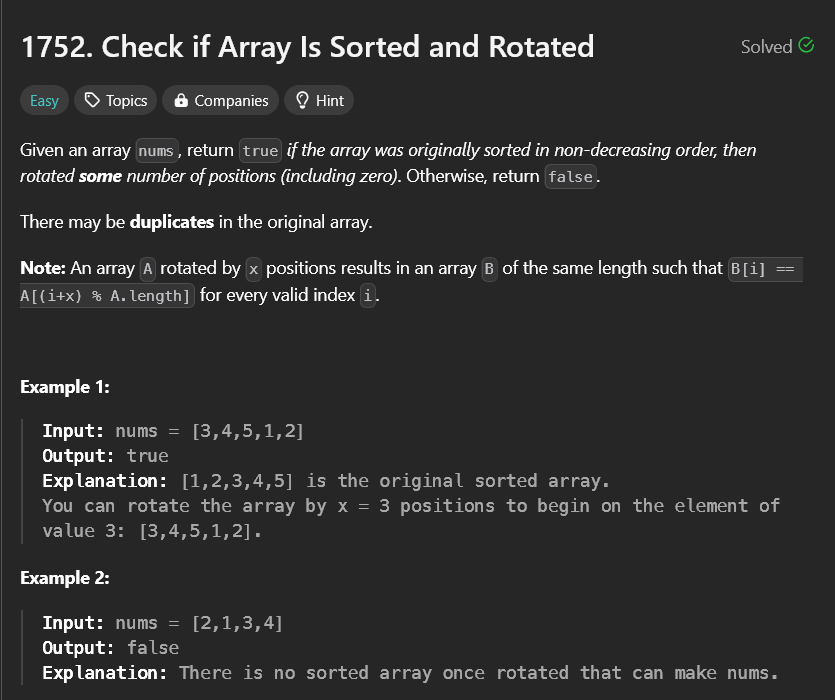 1752. Check if Array Is Sorted and Rotated
Solved
Easy Topics Companies Hint
Given an array nums, return true if the array was originally sorted in non-decreasing order, then
rotated some number of positions (including zero). Otherwise, return false.
There may be duplicates in the original array.
Note: An array A rotated by x positions results in an array B of the same length such that B[i] ==
A[(i+x) % A.length] for every valid index i.
Example 1:
Input: nums = [3,4,5,1,2]
Output: true
Explanation: [1,2,3,4,5] is the original sorted array.
You can rotate the array by x = 3 positions to begin on the element of
value 3: [3,4,5,1,2].
Example 2:
Input: nums = [2,1,3,4]
Output: false
Explanation: There is no sorted array once rotated that can make nums.